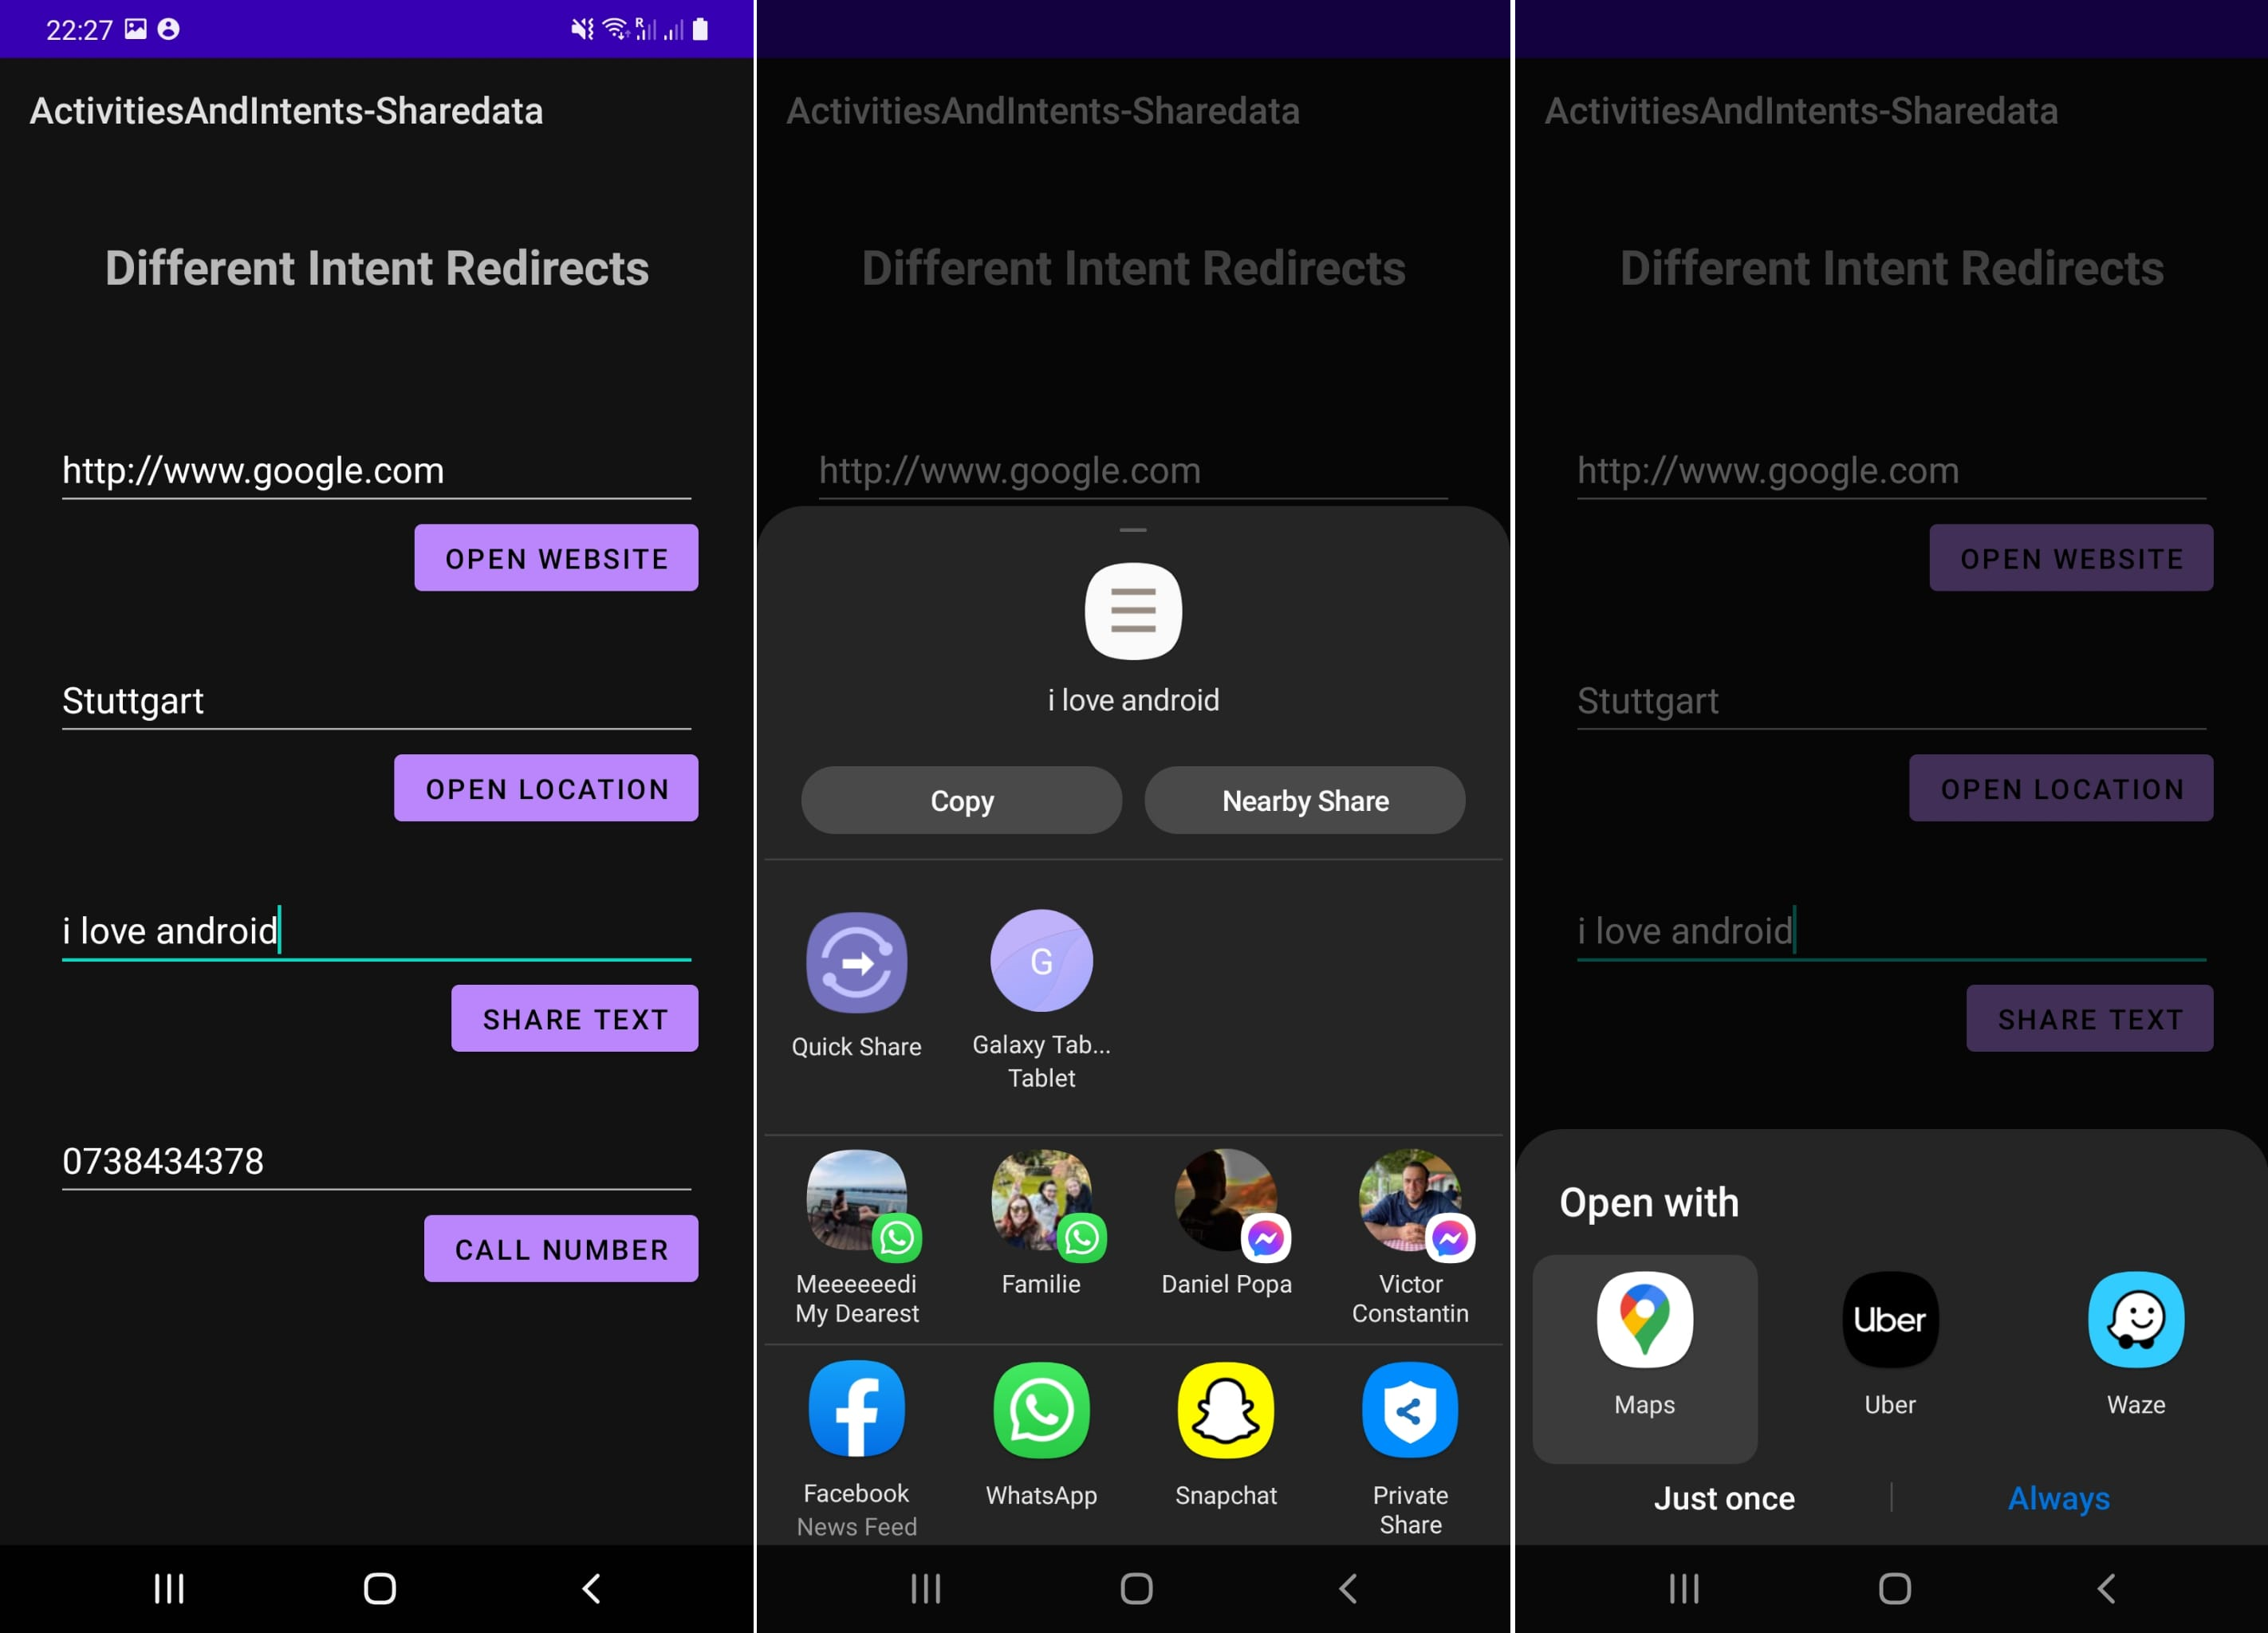 22:27
R
ActivitiesAndIntents-Sharedata
Different Intent Redirects
http://www.google.com
OPEN WEBSITE
Stuttgart
OPEN LOCATION
i love android
SHARE TEXT
0738434378
CALL NUMBER
ActivitiesAndIntents-Sharedata
Different Intent Redirects
http://www.google.com
i love android
Copy
Nearby Share
G
Quick Share
Galaxy Tab...
Tablet
Meeeeeedi
My Dearest
Familie
Daniel Popa
Victor
Constantin
Facebook
News Feed
WhatsApp
Snapchat
Private
Share
ActivitiesAndIntents-Sharedata
Different Intent Redirects
http://www.google.com
OPEN WEBSITE
Stuttgart
OPEN LOCATION
i love android
SHARE TEXT
Open with
Uber
Maps
Uber
Waze
Just once
Always